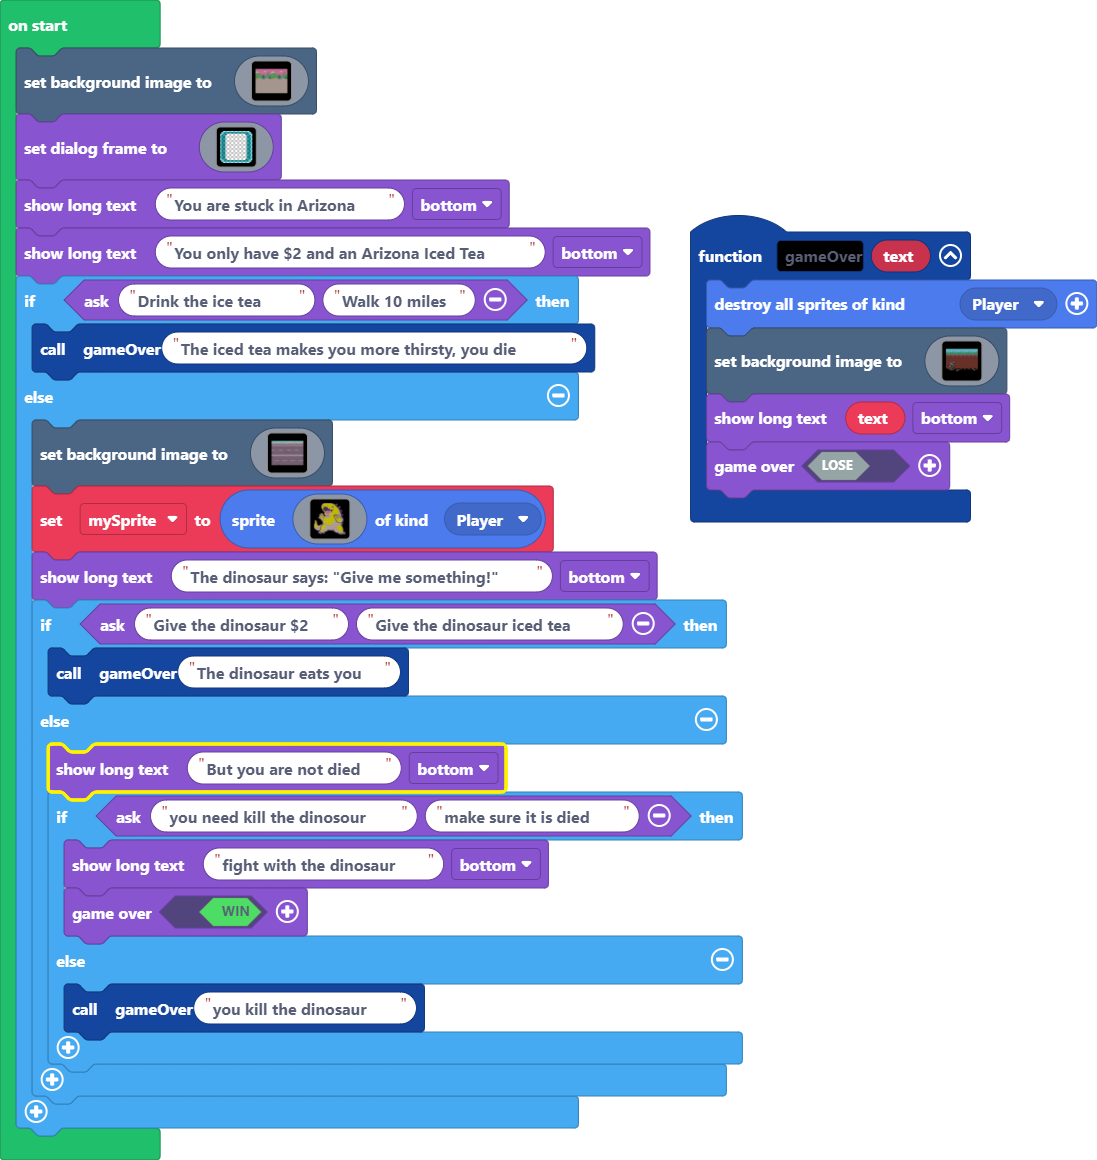 on start
set background image to
set dialog frame to
show long text "You are stuck in Arizona" bottom
show long text "You only have $2 and an Arizona Iced Tea" bottom
if ask "Drink the ice tea" "Walk 10 miles" then
call gameOver "The iced tea makes you more thirsty, you die"
else
set background image to
set mySprite to sprite of kind Player
show long text "The dinosaur says: "Give me something!"" bottom
if ask "Give the dinosaur $2" "Give the dinosaur iced tea" then
call gameOver "The dinosaur eats you"
else
show long text "But you are not died" bottom
if ask "you need kill the dinosour" "make sure it is died" then
show long text "fight with the dinosaur" bottom
game over WIN
else
call gameOver "you kill the dinosaur"
function gameOver text
destroy all sprites of kind Player
set background image to
show long text text bottom
game over LOSE